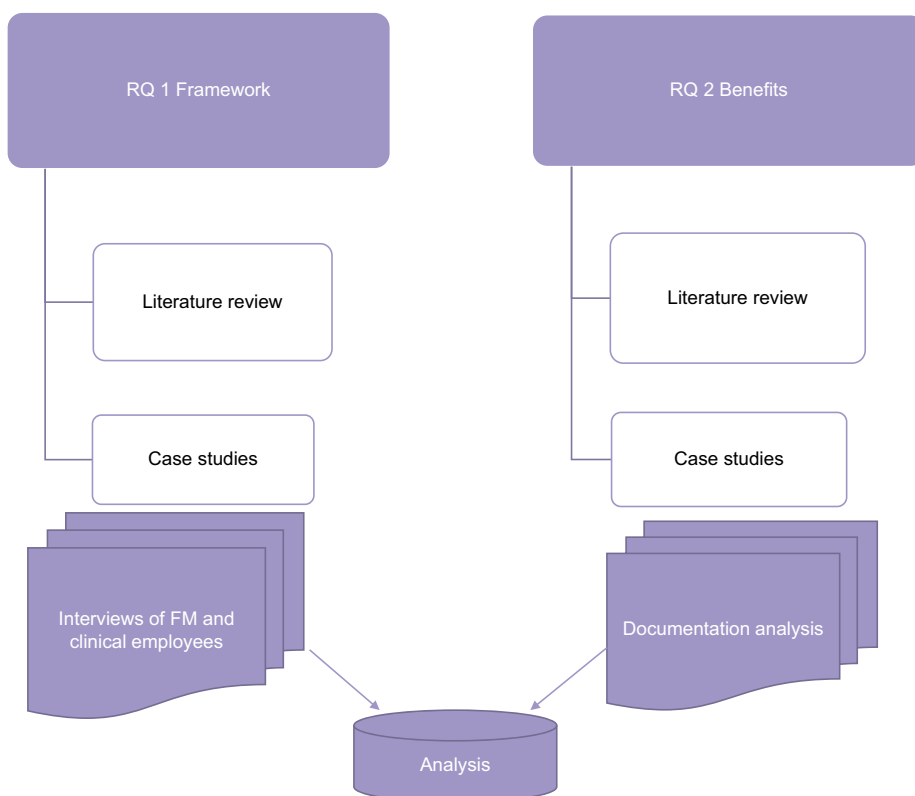 RQ 1 Framework
RQ 2 Benefits
Literature review
Literature review
Case studies
Case studies
Interviews of FM and
clinical employees
Documentation analysis
Analysis